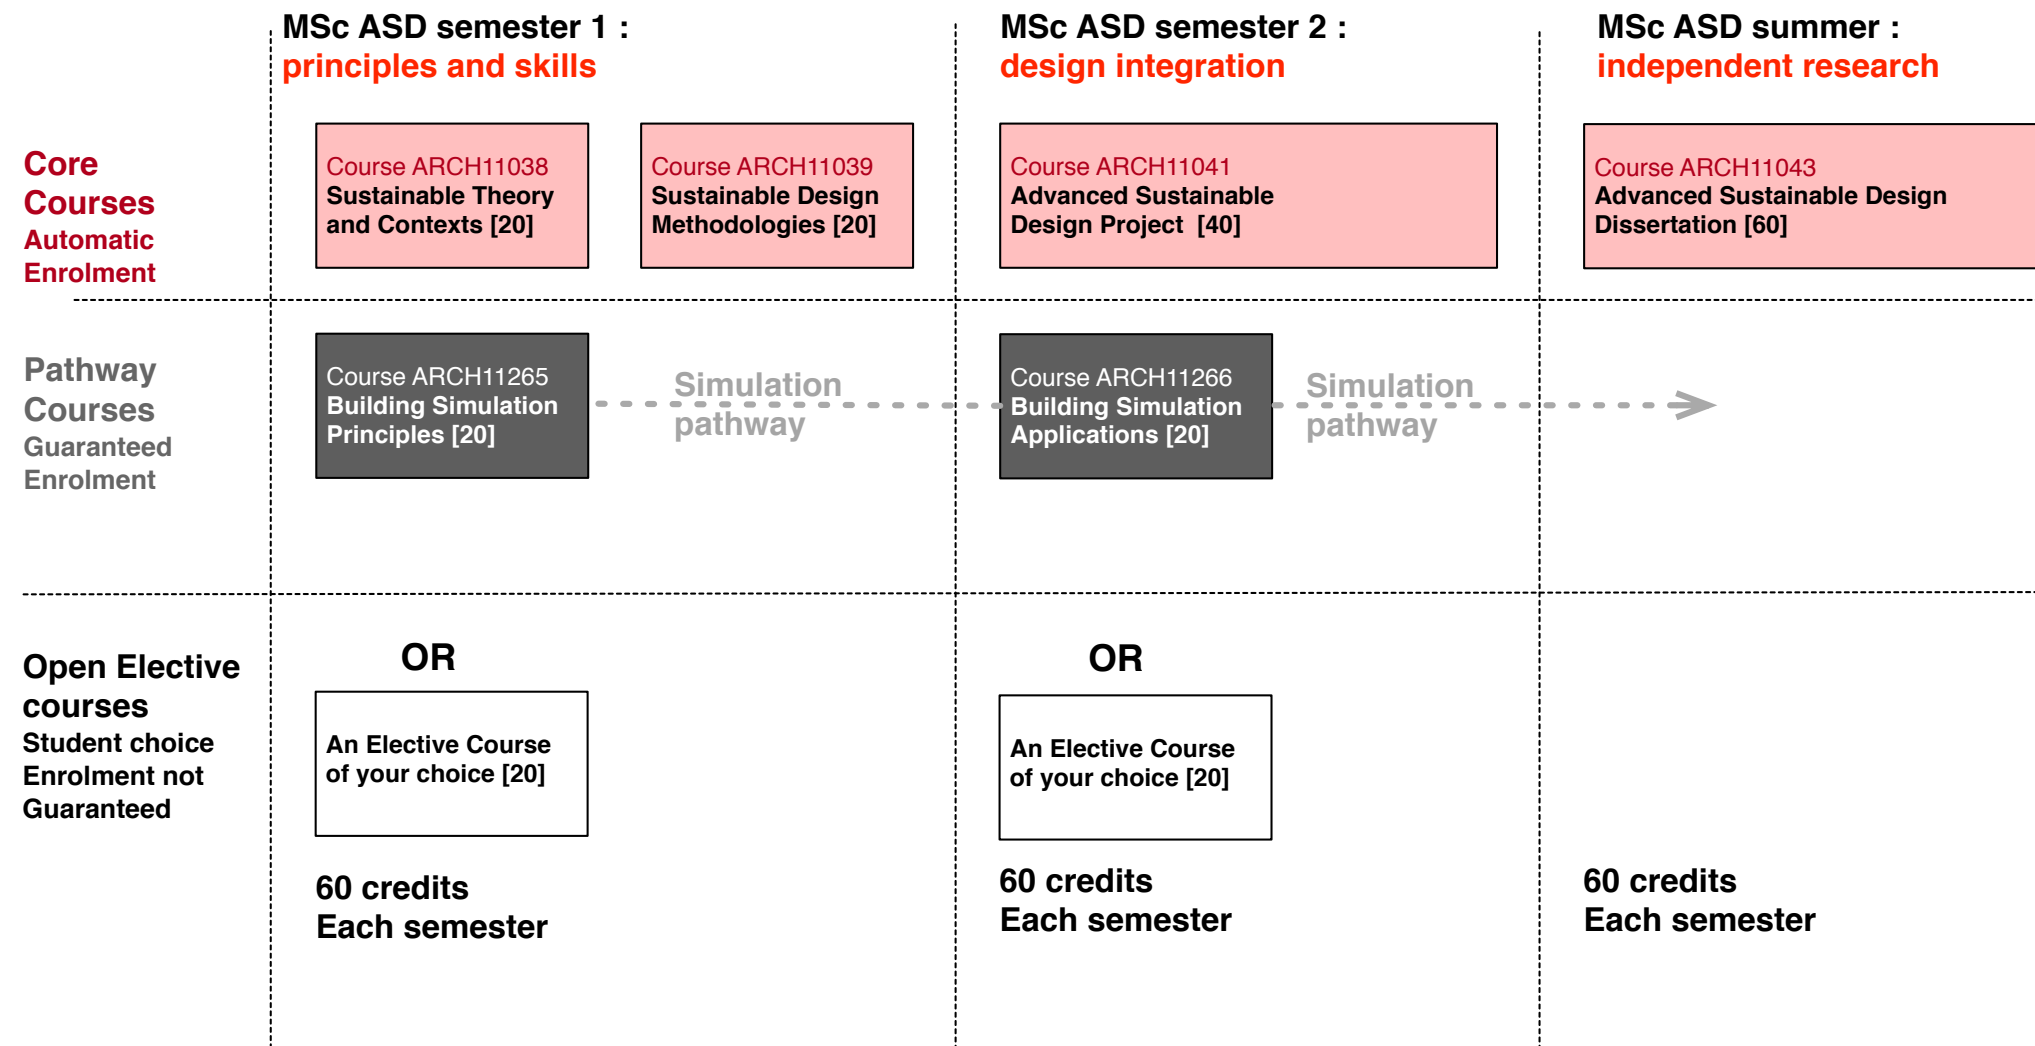 MSc ASD semester 1 :
principles and skills
MSc ASD semester 2 :
design integration
MSc ASD summer :
independent research
Core
Courses
Automatic
Enrolment
Course ARCH11038
Sustainable Theory
and Contexts [20]
Course ARCH11039
Sustainable Design
Methodologies [20]
Course ARCH11041
Advanced Sustainable
Design Project [40]
Course ARCH11043
Advanced Sustainable Design
Dissertation [60]
Pathway
Courses
Guaranteed
Enrolment
Course ARCH11265
Building Simulation
Principles [20]
Simulation
pathway
Course ARCH11266
Building Simulation
Applications [20]
Simulation
pathway
Open Elective
courses
Student choice
Enrolment not
Guaranteed
OR
An Elective Course
of your choice [20]
60 credits
Each semester
OR
An Elective Course
of your choice [20]
60 credits
Each semester
60 credits
Each semester